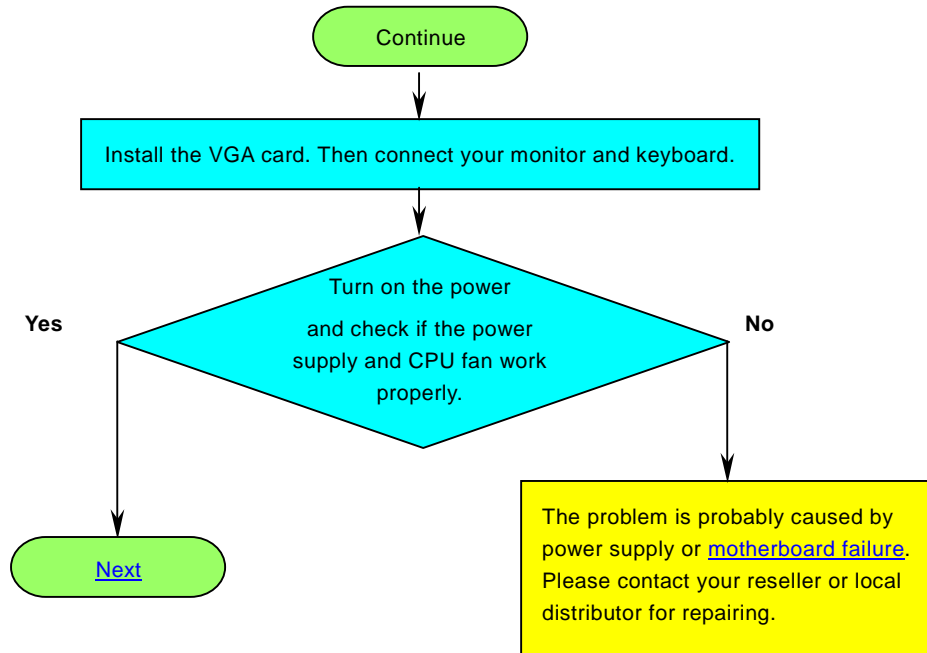 Continue
Install the VGA card. Then connect your monitor and keyboard.
Turn on the power
and check if the power
supply and CPU fan work
properly.
Yes
No
Next
The problem is probably caused by
power supply or motherboard failure.
Please contact your reseller or local
distributor for repairing.